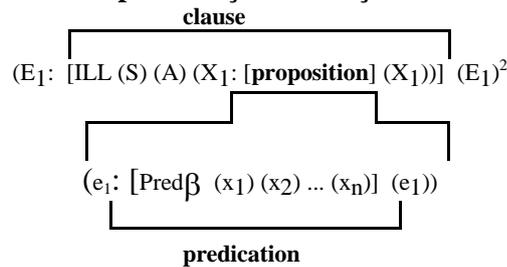 clause
(E₁: [ILL (S) (A) (X₁: [proposition] (X₁))] (E₁)²
(e₁: [Predβ (x₁) (x₂) ... (xₙ)] (e₁))
predication